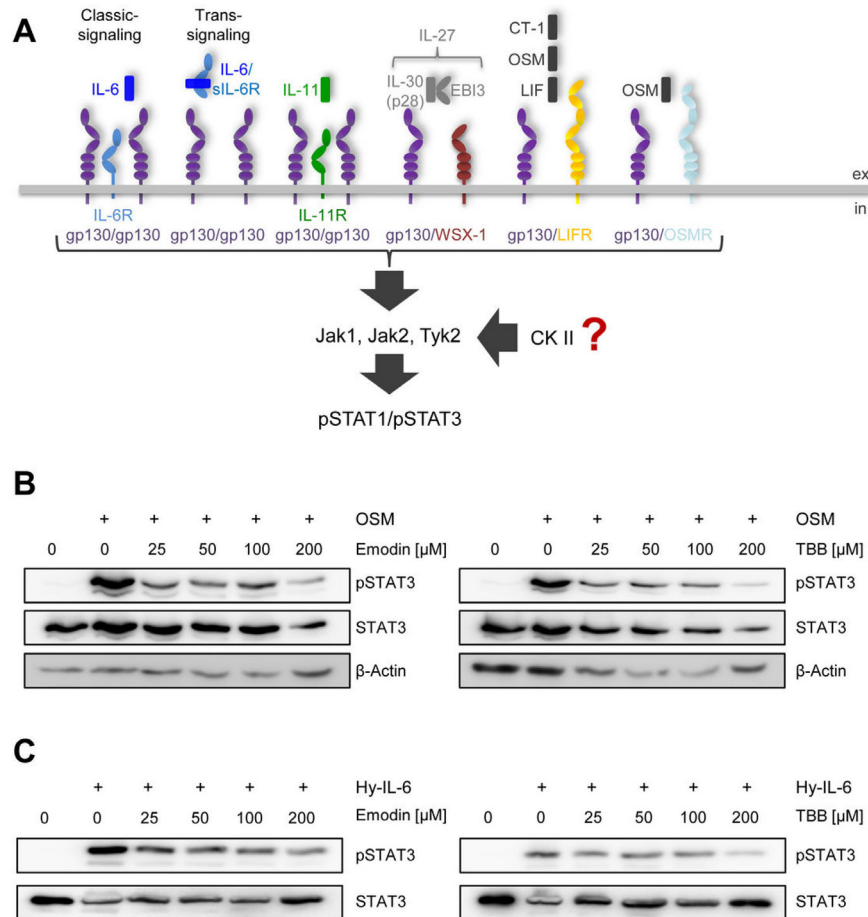 A
Classic-
signaling
Trans-
signaling
IL-6
IL-6/
sIL-6R
IL-11
IL-27
IL-30
(p28)
EBI3
CT-1
OSM
LIF
OSM
ex
in
IL-6R
IL-11R
gp130/gp130 gp130/gp130 gp130/gp130 gp130/WSX-1 gp130/LIFR gp130/OSMR
Jak1, Jak2, Tyk2
CK II ?
pSTAT1/pSTAT3
B
+ + + + + OSM
0 0 25 50 100 200 Emodin [µM]
pSTAT3
STAT3
β-Actin
+ + + + + OSM
0 0 25 50 100 200 TBB [µM]
pSTAT3
STAT3
β-Actin
C
+ + + + + Hy-IL-6
0 0 25 50 100 200 Emodin [µM]
pSTAT3
STAT3
+ + + + + Hy-IL-6
0 0 25 50 100 200 TBB [µM]
pSTAT3
STAT3